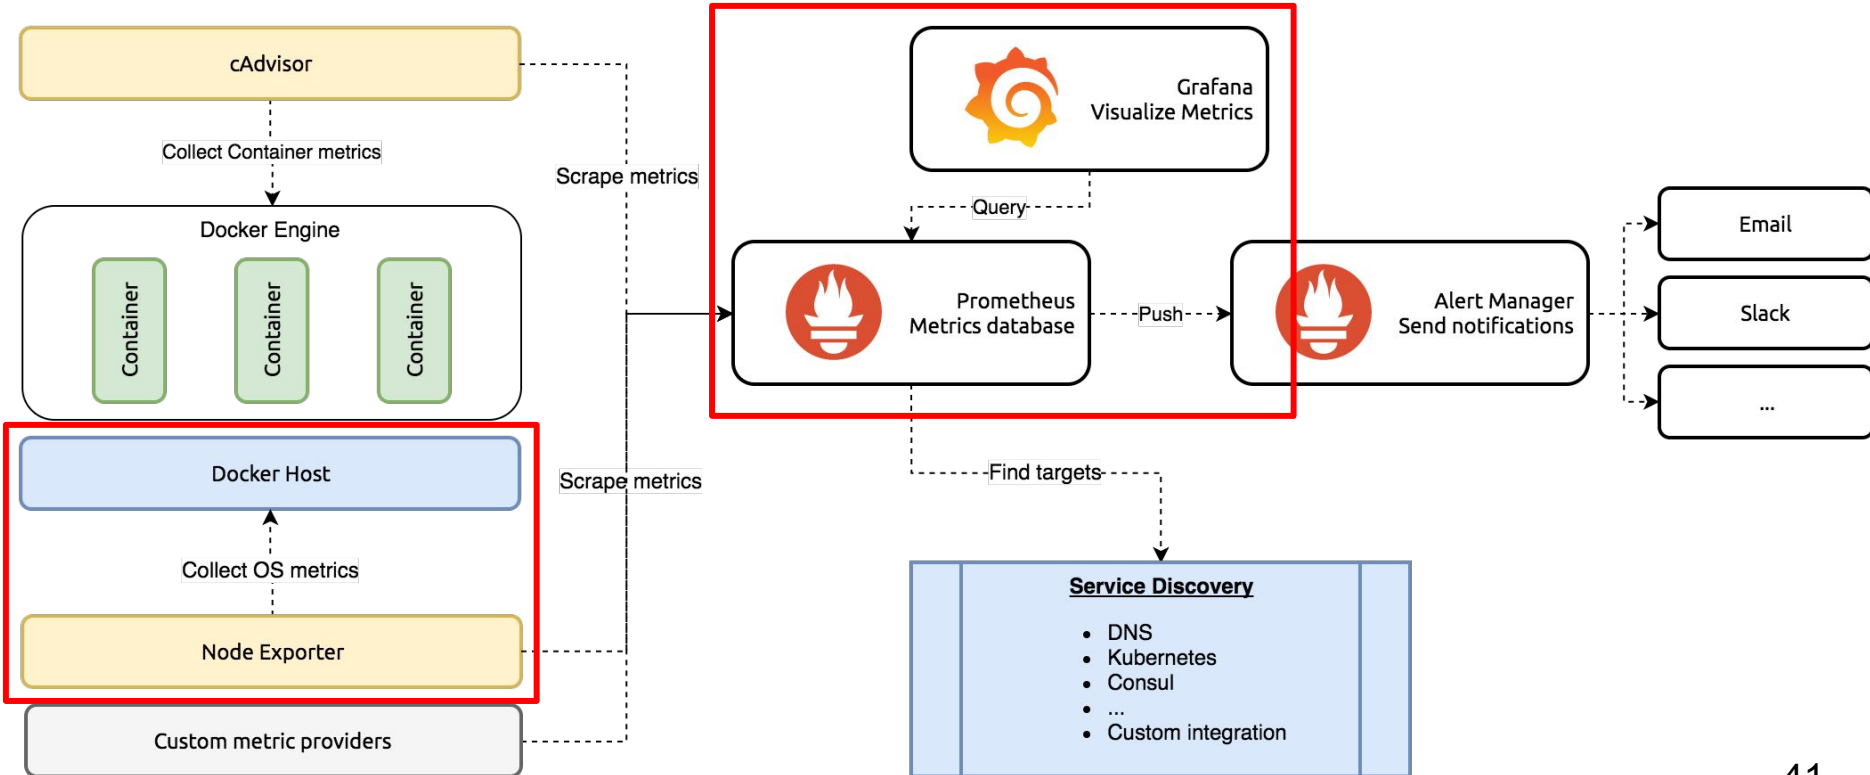 cAdvisor
Collect Container metrics
Docker Engine
Container
Container
Container
Docker Host
Collect OS metrics
Node Exporter
Custom metric providers
Scrape metrics
Scrape metrics
Grafana
Visualize Metrics
Query
Prometheus
Metrics database
Push
Alert Manager
Send notifications
Email
Slack
...
Find targets
Service Discovery
• DNS
• Kubernetes
• Consul
• ...
• Custom integration
41